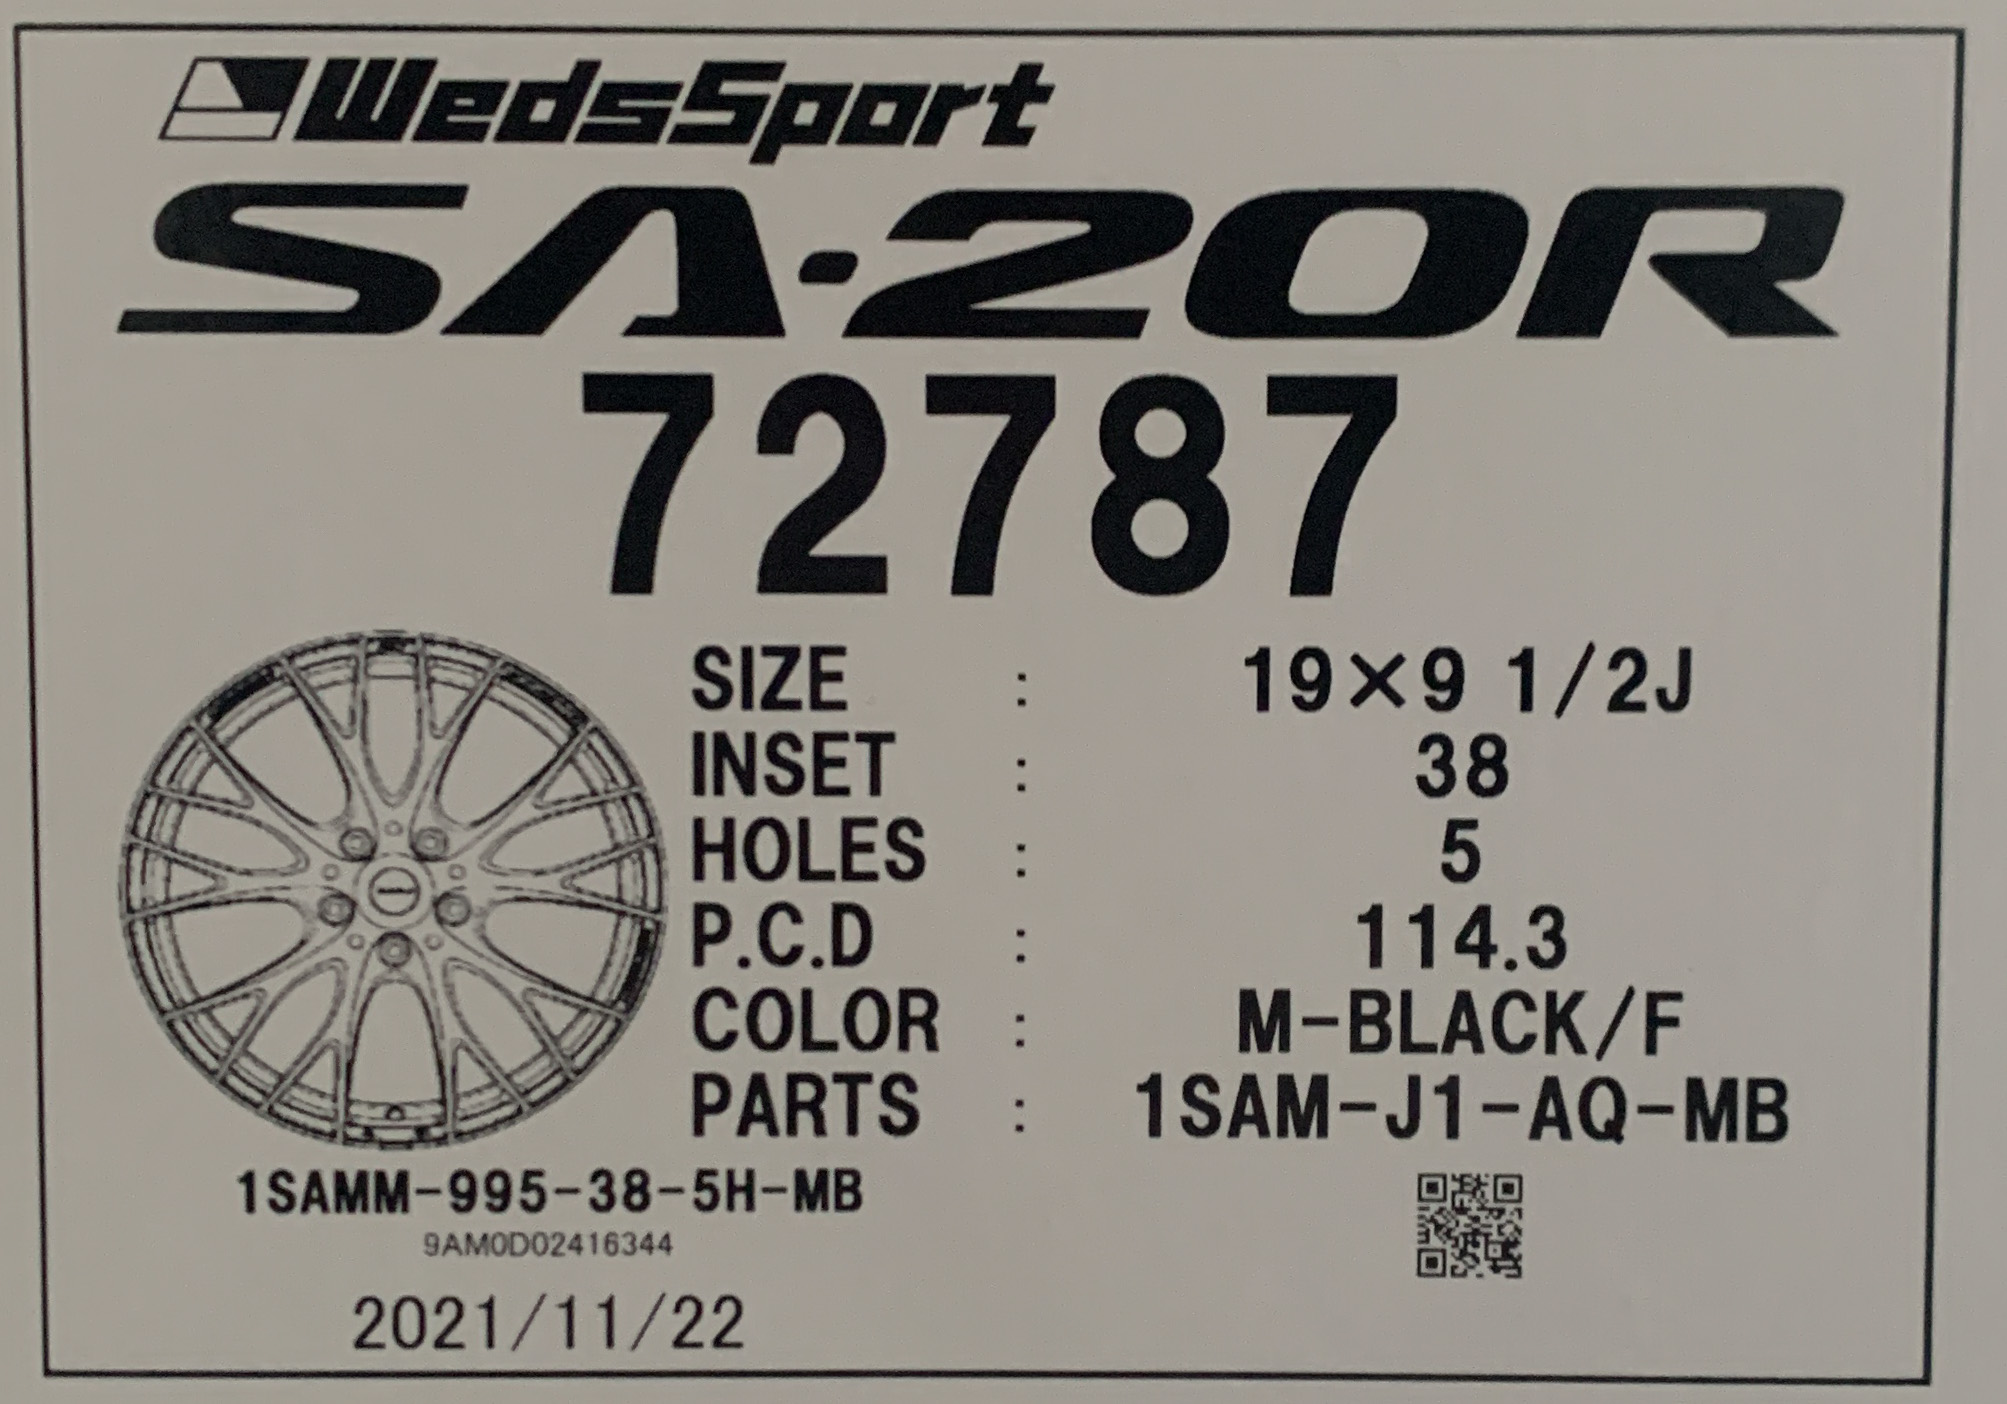 WedsSport
SA-20R
72787
SIZE : 19×9 1/2J
INSET : 38
HOLES : 5
P.C.D : 114.3
COLOR : M-BLACK/F
PARTS : 1SAM-J1-AQ-MB
1SAMM-995-38-5H-MB
9AM0D02416344
2021/11/22